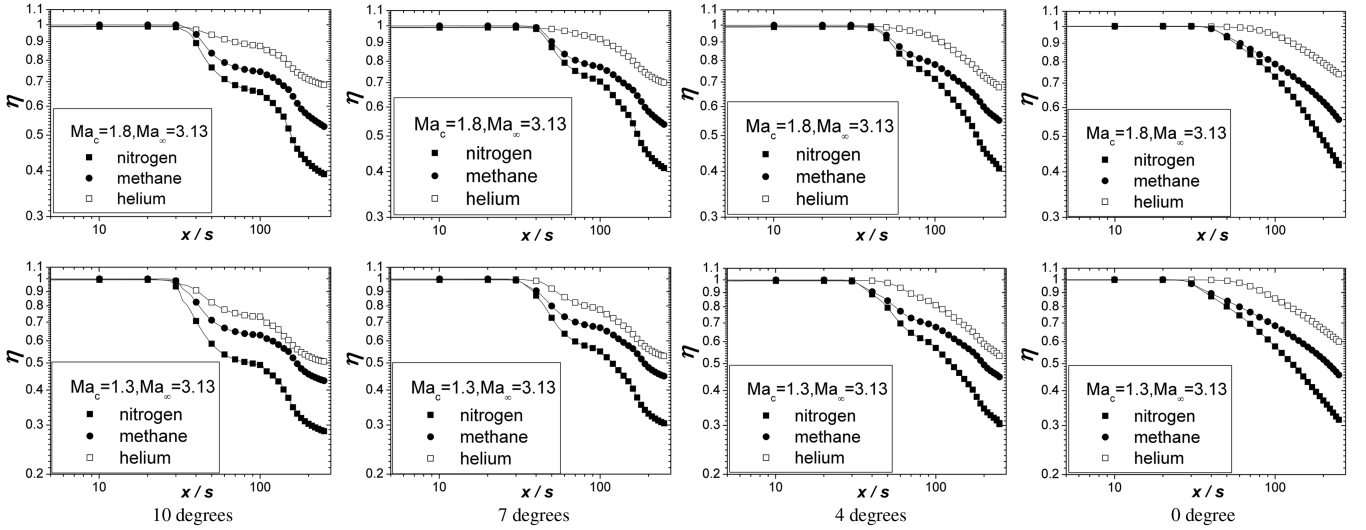 1.1
1
0.9
0.8
0.7
0.6
0.5
0.4
0.3
η
Ma_c=1.8,Ma_∞=3.13
nitrogen
methane
helium
10 100
x / s
1.1
1
0.9
0.8
0.7
0.6
0.5
0.4
0.3
η
Ma_c=1.8,Ma_∞=3.13
nitrogen
methane
helium
10 100
x / s
1.1
1
0.9
0.8
0.7
0.6
0.5
0.4
0.3
η
Ma_c=1.8,Ma_∞=3.13
nitrogen
methane
helium
10 100
x / s
1.1
1
0.9
0.8
0.7
0.6
0.5
0.4
0.3
η
Ma_c=1.8,Ma_∞=3.13
nitrogen
methane
helium
10 100
x / s
1.1
1
0.9
0.8
0.7
0.6
0.5
0.4
0.3
0.2
η
Ma_c=1.3,Ma_∞=3.13
nitrogen
methane
helium
10 100
x / s
10 degrees
1.1
1
0.9
0.8
0.7
0.6
0.5
0.4
0.3
0.2
η
Ma_c=1.3,Ma_∞=3.13
nitrogen
methane
helium
10 100
x / s
7 degrees
1.1
1
0.9
0.8
0.7
0.6
0.5
0.4
0.3
0.2
η
Ma_c=1.3,Ma_∞=3.13
nitrogen
methane
helium
10 100
x / s
4 degrees
1.1
1
0.9
0.8
0.7
0.6
0.5
0.4
0.3
0.2
η
Ma_c=1.3,Ma_∞=3.13
nitrogen
methane
helium
10 100
x / s
0 degree